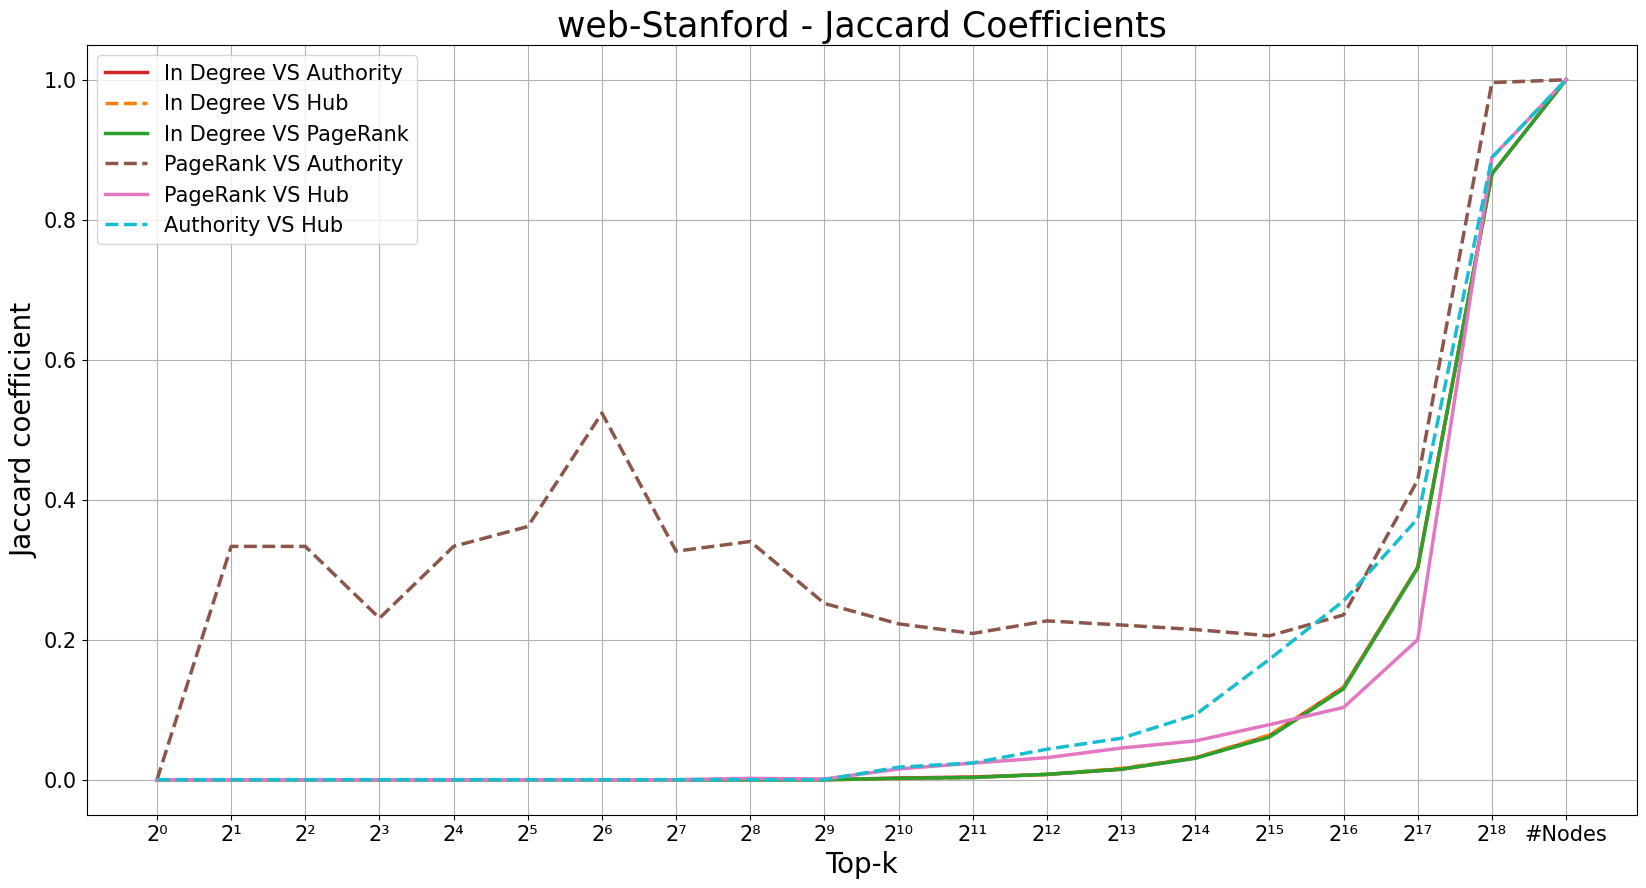 web-Stanford - Jaccard Coefficients
In Degree VS Authority
In Degree VS Hub
In Degree VS PageRank
PageRank VS Authority
PageRank VS Hub
Authority VS Hub
Jaccard coefficient
1.0
0.8
0.6
0.4
0.2
0.0
2⁰ 2¹ 2² 2³ 2⁴ 2⁵ 2⁶ 2⁷ 2⁸ 2⁹ 2¹⁰ 2¹¹ 2¹² 2¹³ 2¹⁴ 2¹⁵ 2¹⁶ 2¹⁷ 2¹⁸ #Nodes
Top-k